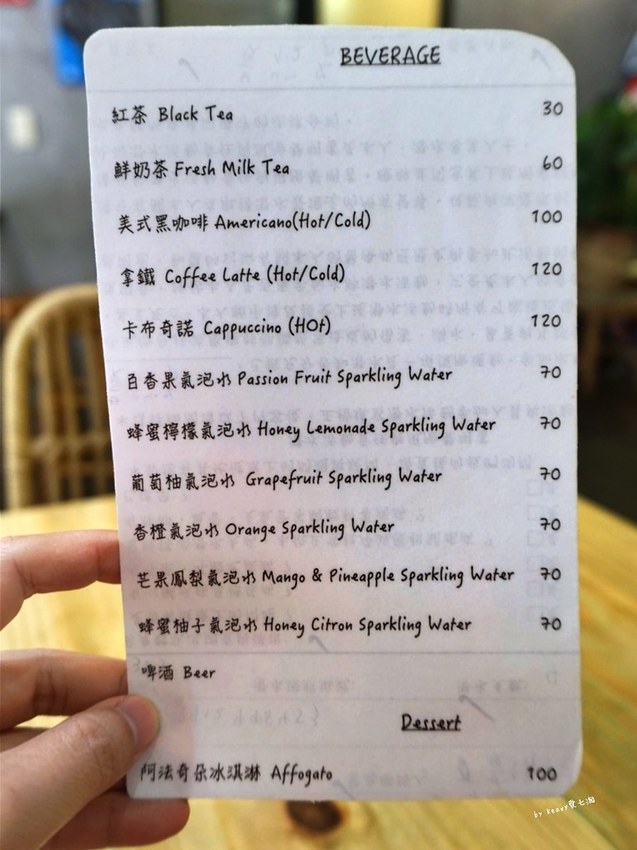 BEVERAGE
紅茶 Black Tea 30
鮮奶茶 Fresh Milk Tea 60
美式黑咖啡 Americano(Hot/Cold) 100
拿鐵 Coffee Latte (Hot/Cold) 120
卡布奇諾 Cappuccino (HOt) 120
百香果氣泡水 Passion Fruit Sparkling Water 70
蜂蜜檸檬氣泡水 Honey Lemonade Sparkling Water 70
葡萄柚氣泡水 Grapefruit Sparkling Water 70
香橙氣泡水 Orange Sparkling Water 70
芒果鳳梨氣泡水 Mango & Pineapple Sparkling Water 70
蜂蜜柚子氣泡水 Honey Citron Sparkling Water 70
啤酒 Beer
Dessert
阿法奇朵冰淇淋 Affogato 100
by